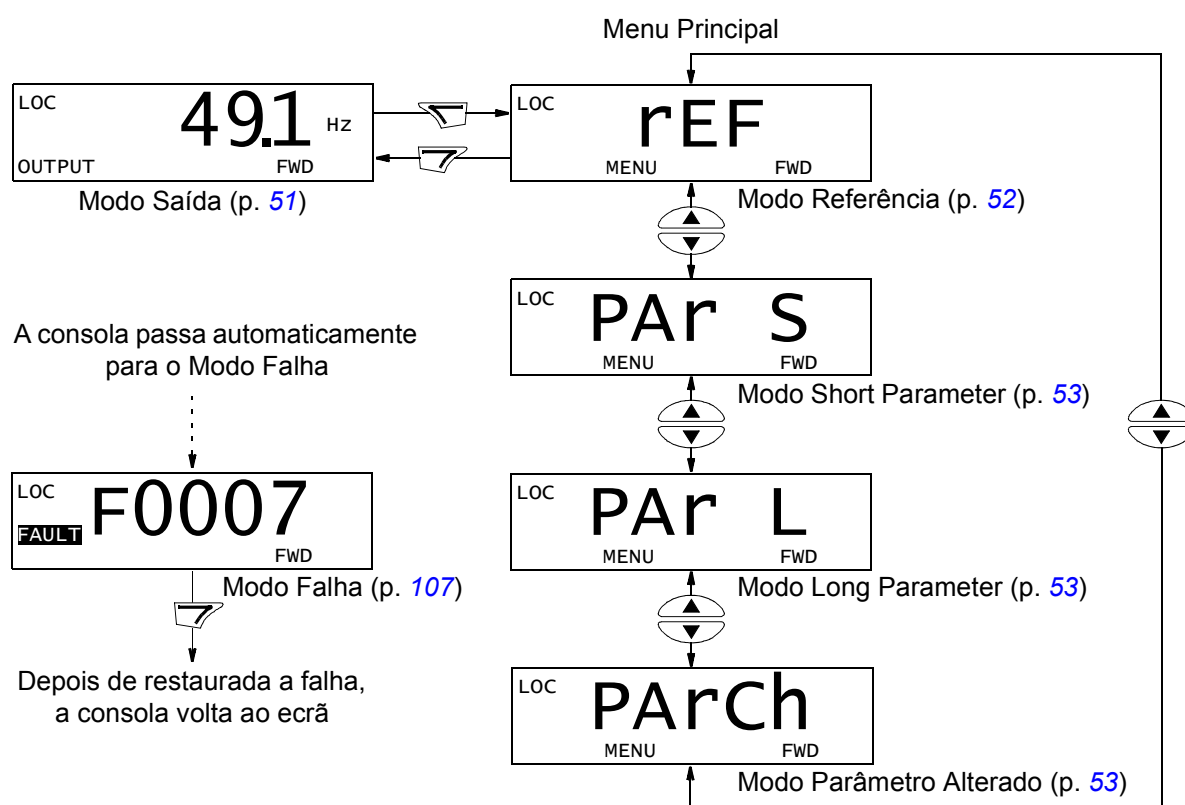 Menu Principal
LOC
49.1 Hz
OUTPUT FWD
Modo Saída (p. 51)
LOC
rEF
MENU FWD
Modo Referência (p. 52)
LOC
PAr S
MENU FWD
Modo Short Parameter (p. 53)
LOC
PAr L
MENU FWD
Modo Long Parameter (p. 53)
LOC
PArCh
MENU FWD
Modo Parâmetro Alterado (p. 53)
A consola passa automaticamente
para o Modo Falha
LOC
F0007
FAULT
FWD
Modo Falha (p. 107)
Depois de restaurada a falha,
a consola volta ao ecrã